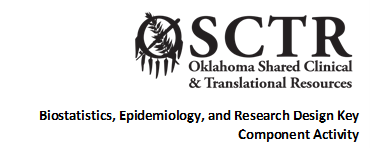 OSCTR
Oklahoma Shared Clinical
& Translational Resources
Biostatistics, Epidemiology, and Research Design Key
Component Activity